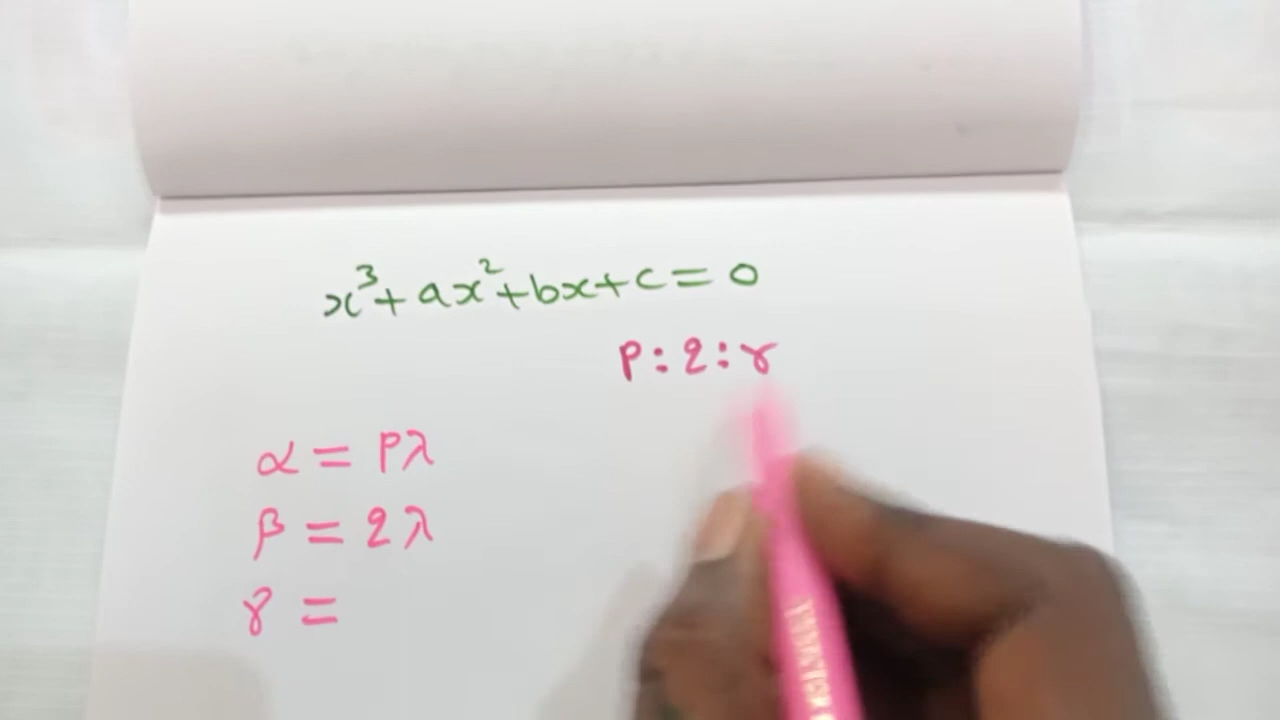 x³+ax²+bx+c=0
p:q:r
α = pλ
β = qλ
γ =